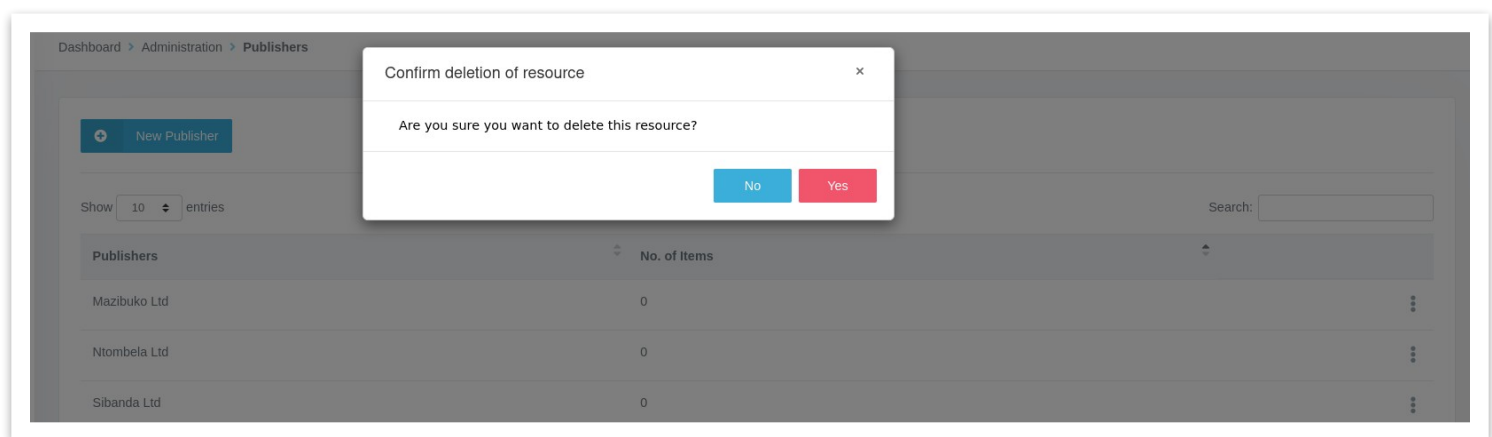 Dashboard > Administration > Publishers
Confirm deletion of resource ×
Are you sure you want to delete this resource?
New Publisher
No Yes
Show 10 entries Search:
Publishers No. of Items
Mazibuko Ltd 0
Ntombela Ltd 0
Sibanda Ltd 0